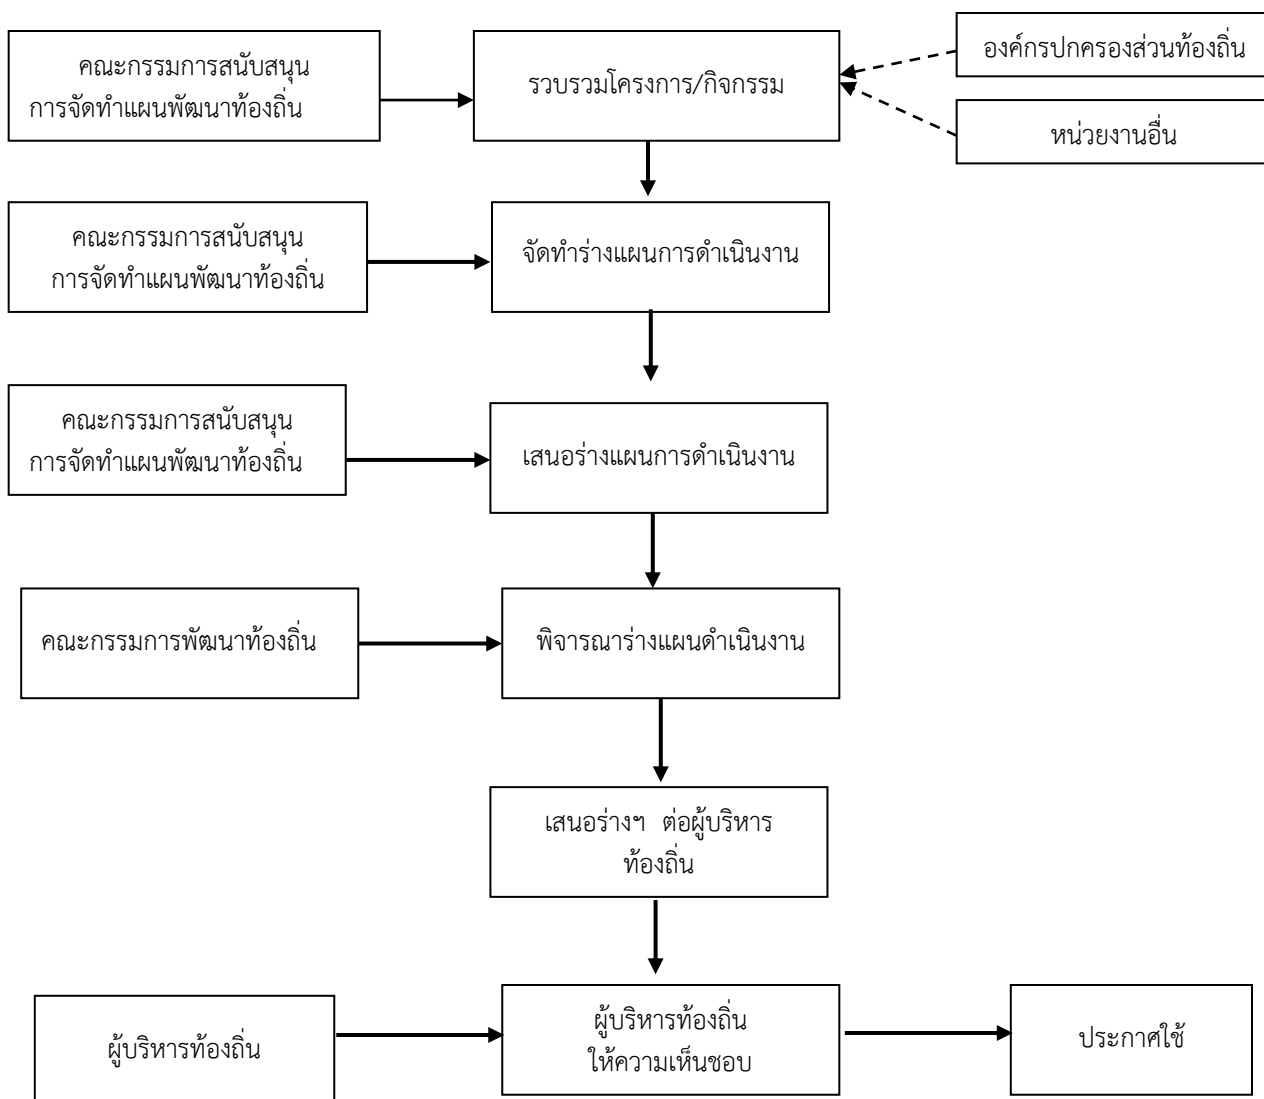 คณะกรรมการสนับสนุน
การจัดทำแผนพัฒนาท้องถิ่น
รวบรวมโครงการ/กิจกรรม
องค์กรปกครองส่วนท้องถิ่น
หน่วยงานอื่น
คณะกรรมการสนับสนุน
การจัดทำแผนพัฒนาท้องถิ่น
จัดทำร่างแผนการดำเนินงาน
คณะกรรมการสนับสนุน
การจัดทำแผนพัฒนาท้องถิ่น
เสนอร่างแผนการดำเนินงาน
คณะกรรมการพัฒนาท้องถิ่น
พิจารณาร่างแผนดำเนินงาน
เสนอร่างฯ ต่อผู้บริหาร
ท้องถิ่น
ผู้บริหารท้องถิ่น
ผู้บริหารท้องถิ่น
ให้ความเห็นชอบ
ประกาศใช้